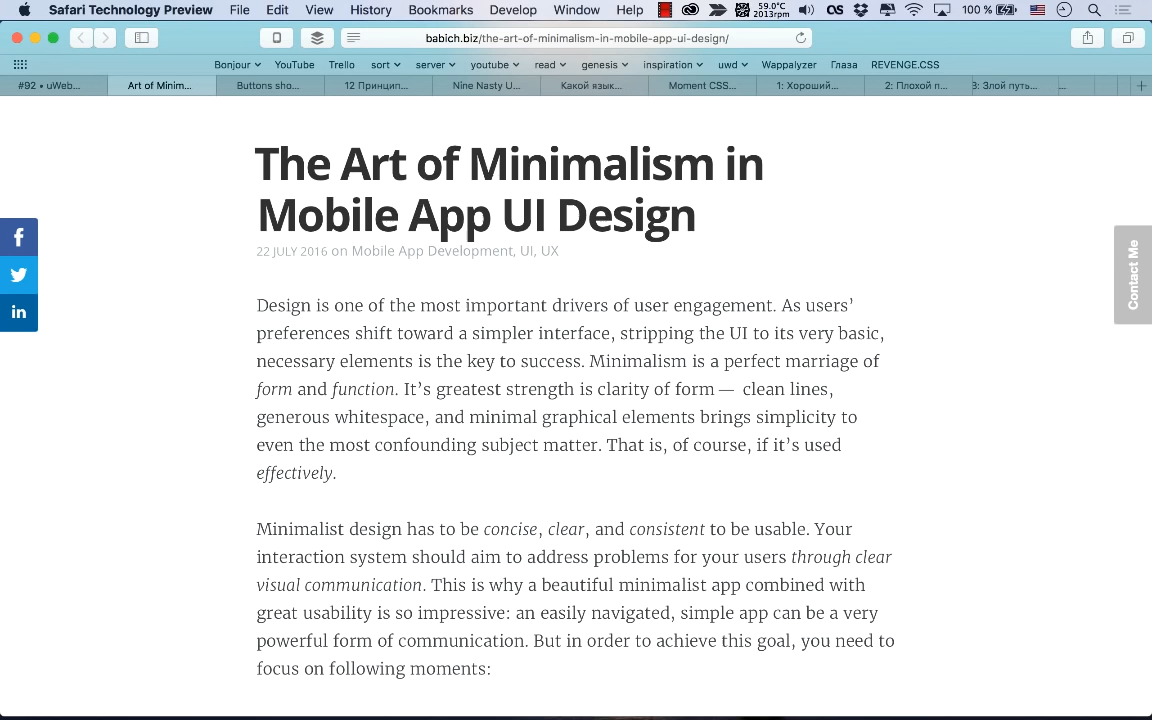 Safari Technology Preview File Edit View History Bookmarks Develop Window Help 59.0°C 2013rpm 100 %
babich.biz/the-art-of-minimalism-in-mobile-app-ui-design/
Bonjour YouTube Trello sort server youtube read genesis inspiration uwd Wappalyzer Глаза REVENGE.CSS
#92 • uWeb... Art of Minim... Buttons sho... 12 Принцип... Nine Nasty U... Какой язык... Moment CSS... 1: Хороший... 2: Плохой п... 3: Злой путь... ...
The Art of Minimalism in
Mobile App UI Design
22 JULY 2016 on Mobile App Development, UI, UX
Contact Me
Design is one of the most important drivers of user engagement. As users’
preferences shift toward a simpler interface, stripping the UI to its very basic,
necessary elements is the key to success. Minimalism is a perfect marriage of
form and function. It’s greatest strength is clarity of form — clean lines,
generous whitespace, and minimal graphical elements brings simplicity to
even the most confounding subject matter. That is, of course, if it’s used
effectively.
Minimalist design has to be concise, clear, and consistent to be usable. Your
interaction system should aim to address problems for your users through clear
visual communication. This is why a beautiful minimalist app combined with
great usability is so impressive: an easily navigated, simple app can be a very
powerful form of communication. But in order to achieve this goal, you need to
focus on following moments: